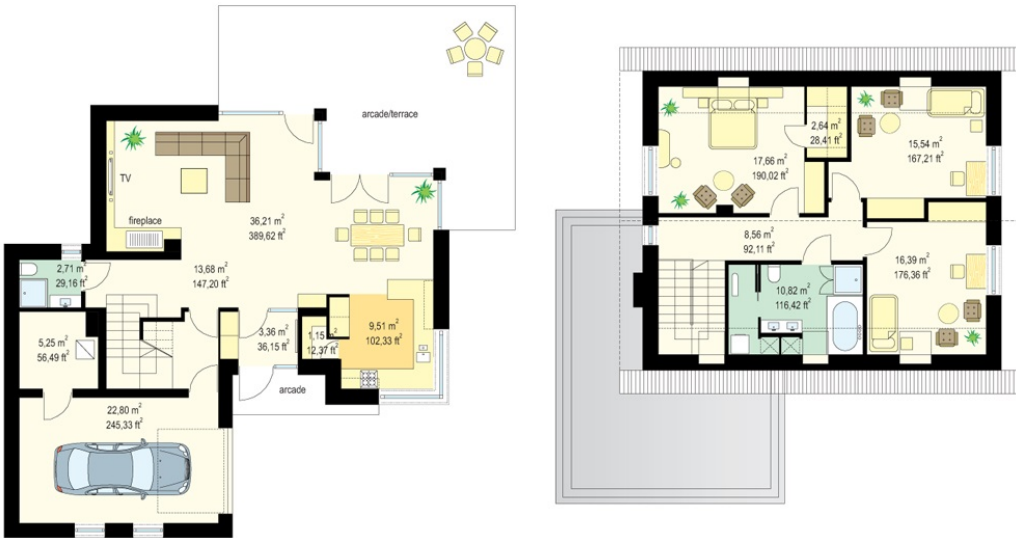 arcade/terrace
TV
fireplace
36,21 m²
389,62 ft²
2,71 m²
29,16 ft²
13,68 m²
147,20 ft²
5,25 m²
56,49 ft²
3,36 m²
36,15 ft²
1,15 m²
12,37 ft²
9,51 m²
102,33 ft²
arcade
22,80 m²
245,33 ft²
17,66 m²
190,02 ft²
2,64 m²
28,41 ft²
15,54 m²
167,21 ft²
8,56 m²
92,11 ft²
16,39 m²
176,36 ft²
10,82 m²
116,42 ft²